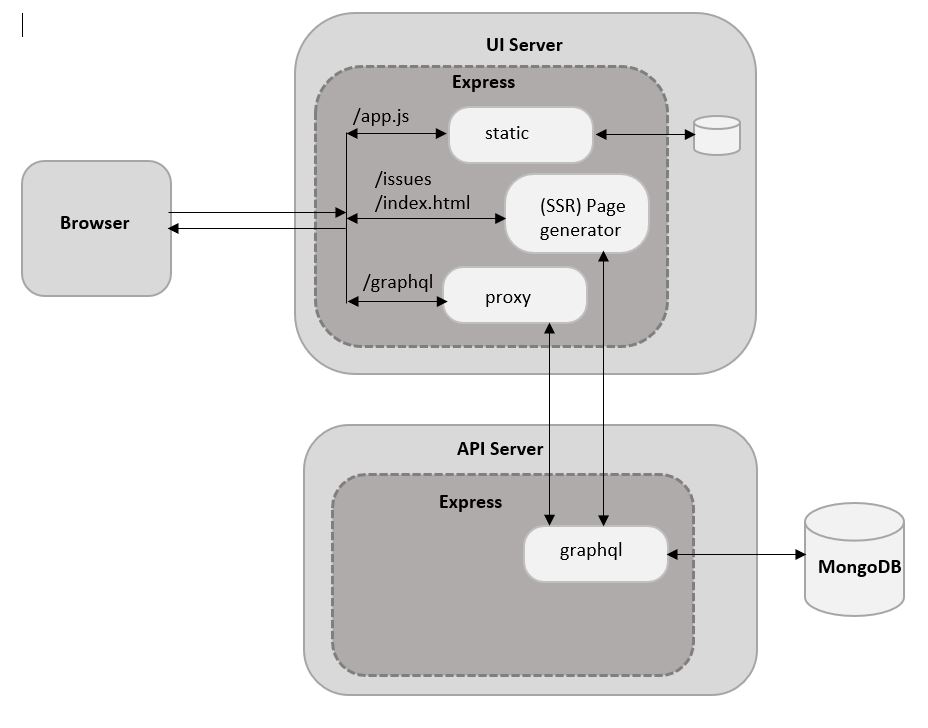 UI Server
Express
/app.js
static
/issues
/index.html
(SSR) Page
generator
Browser
/graphql
proxy
API Server
Express
graphql
MongoDB